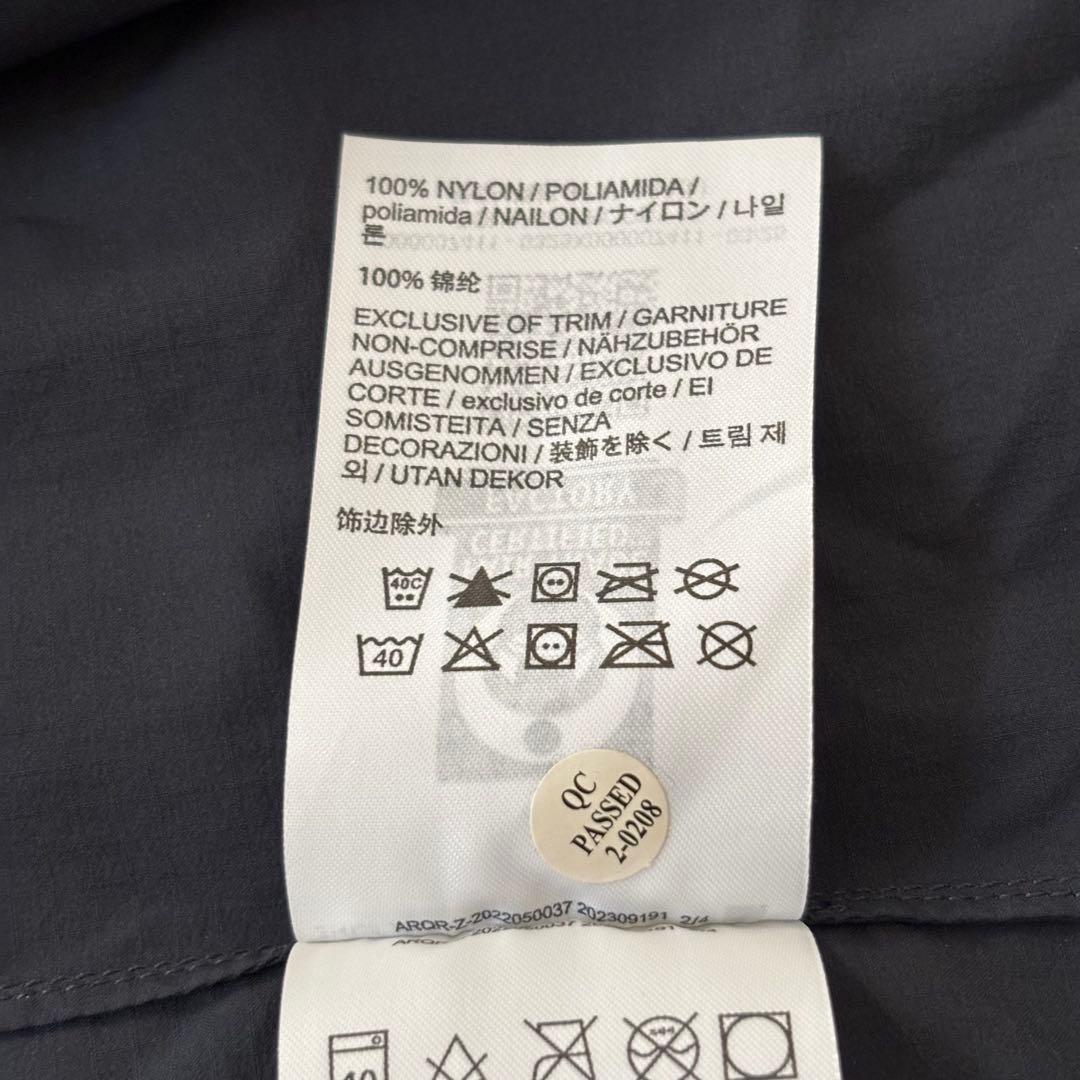 100% NYLON / POLIAMIDA /
poliamida / NAILON / ナイロン / 나일
론
100% 锦纶
EXCLUSIVE OF TRIM / GARNITURE
NON-COMPRISE / NÄHZUBEHÖR
AUSGENOMMEN / EXCLUSIVO DE
CORTE / exclusivo de corte / EI
SOMISTEITA / SENZA
DECORAZIONI / 装飾を除く / 트림 제
외 / UTAN DEKOR
饰边除外
40C
40
QC
PASSED
2-0208
ARQR-Z-2022050037 202309191 2/4
40